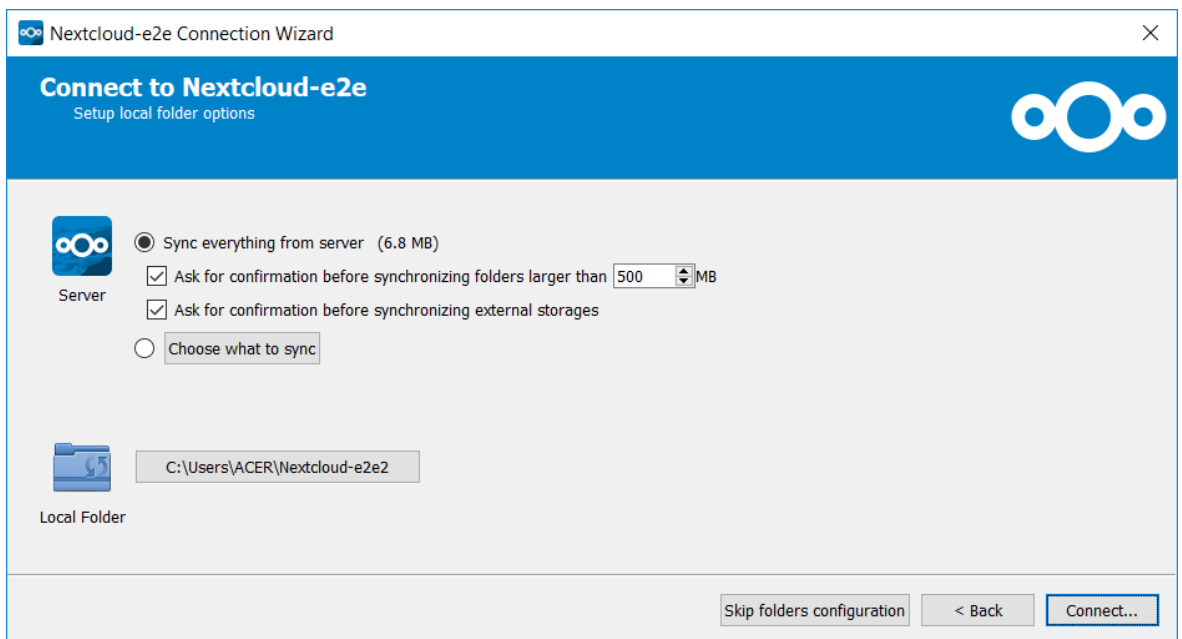 Nextcloud-e2e Connection Wizard
Connect to Nextcloud-e2e
Setup local folder options
Sync everything from server (6.8 MB)
Ask for confirmation before synchronizing folders larger than 500 MB
Server
Ask for confirmation before synchronizing external storages
Choose what to sync
C:\Users\ACER\Nextcloud-e2e2
Local Folder
Skip folders configuration < Back Connect...